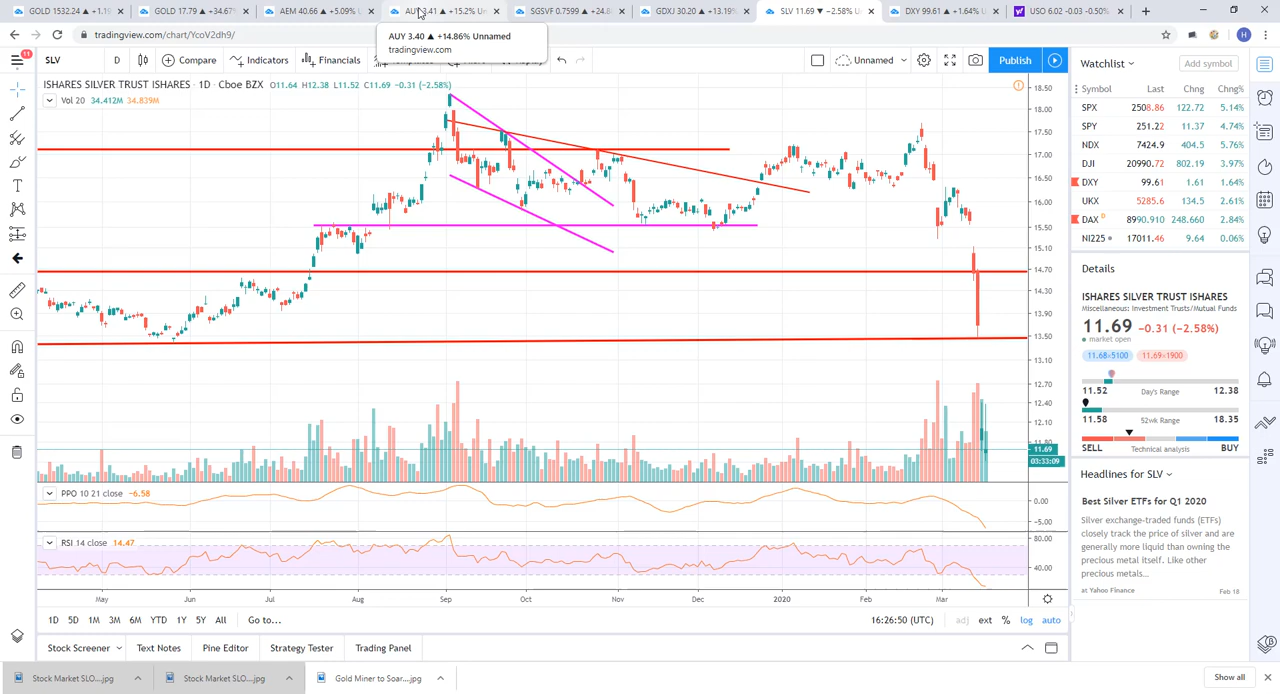 GOLD 1532.24 ▲ +1.1
GOLD 17.79 ▲ +34.67
AEM 40.66 ▲ +5.09% U
AUY 3.41 ▲ +15.2% Un
SGSVF 0.7599 ▲ +24.8
GDXJ 30.20 ▲ +13.19%
SLV 11.69 ▼ −2.58% U
DXY 99.61 ▲ +1.64% U
USO 6.02 -0.03 -0.50%
tradingview.com/chart/YcoV2dh9/
AUY 3.40 ▲ +14.86% Unnamed
tradingview.com
11
SLV
D
Compare
Indicators
Financials
Unnamed
Publish
ISHARES SILVER TRUST ISHARES · 1D · Cboe BZX O11.64 H12.38 L11.52 C11.69 −0.31 (−2.58%)
Vol 20 34.412M 34.839M
18.50
18.00
17.50
17.00
16.50
16.00
15.50
15.10
14.70
14.30
13.90
13.50
13.10
12.70
12.40
12.10
11.80
11.69
03:33:09
PPO 10 21 close −6.58
0.00
−5.00
RSI 14 close 14.47
80.00
40.00
May Jun Jul Aug Sep Oct Nov Dec 2020 Feb Mar
1D 5D 1M 3M 6M YTD 1Y 5Y All Go to...
16:26:50 (UTC) adj ext % log auto
Stock Screener Text Notes Pine Editor Strategy Tester Trading Panel
Watchlist
Add symbol
Symbol Last Chng Chng%
SPX 2508.86 122.72 5.14%
SPY 251.22 11.37 4.74%
NDX 7424.9 404.5 5.76%
DJI 20990.72 802.19 3.97%
DXY 99.61 1.61 1.64%
UKX 5285.6 134.5 2.61%
DAX D 8990.910 248.660 2.84%
NI225 17011.46 9.64 0.06%
Details
ISHARES SILVER TRUST ISHARES
Miscellaneous: Investment Trusts/Mutual Funds
11.69 −0.31 (−2.58%)
market open
11.68×5100 11.69×1900
11.52 Day's Range 12.38
11.58 52wk Range 18.35
SELL Technical analysis BUY
Headlines for SLV
Best Silver ETFs for Q1 2020
Silver exchange-traded funds (ETFs)
closely track the price of silver and are
generally more liquid than owning the
precious metal itself. Like other
precious metals...
at Yahoo Finance Feb 18
Stock Market SLO....jpg
Stock Market SLO....jpg
Gold Miner to Soar....jpg
Show all
H